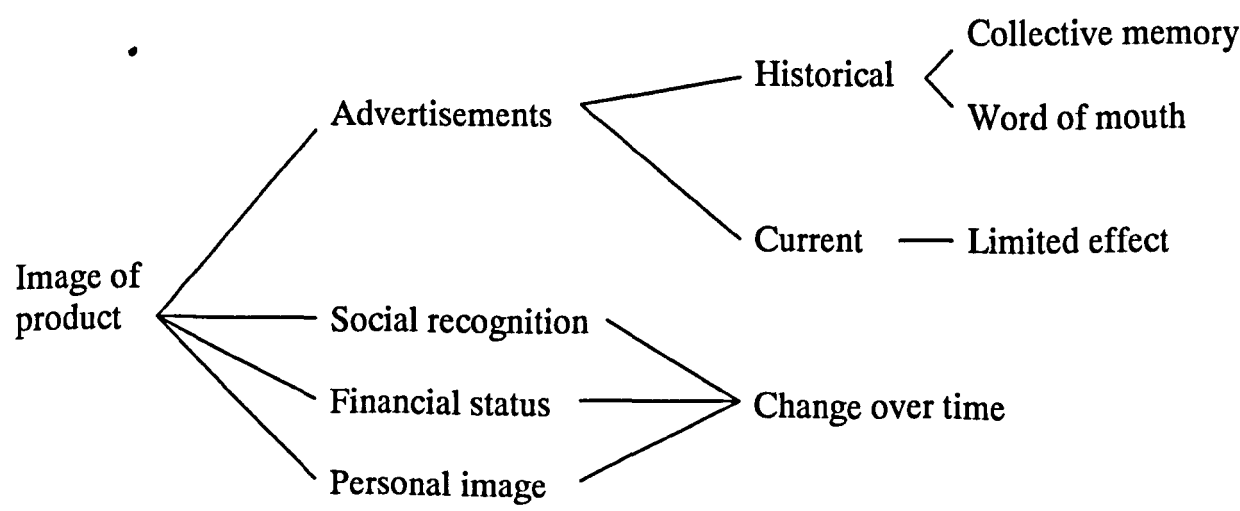 Collective memory
Historical
Advertisements
Word of mouth
Current
Limited effect
Image of
product
Social recognition
Financial status
Change over time
Personal image